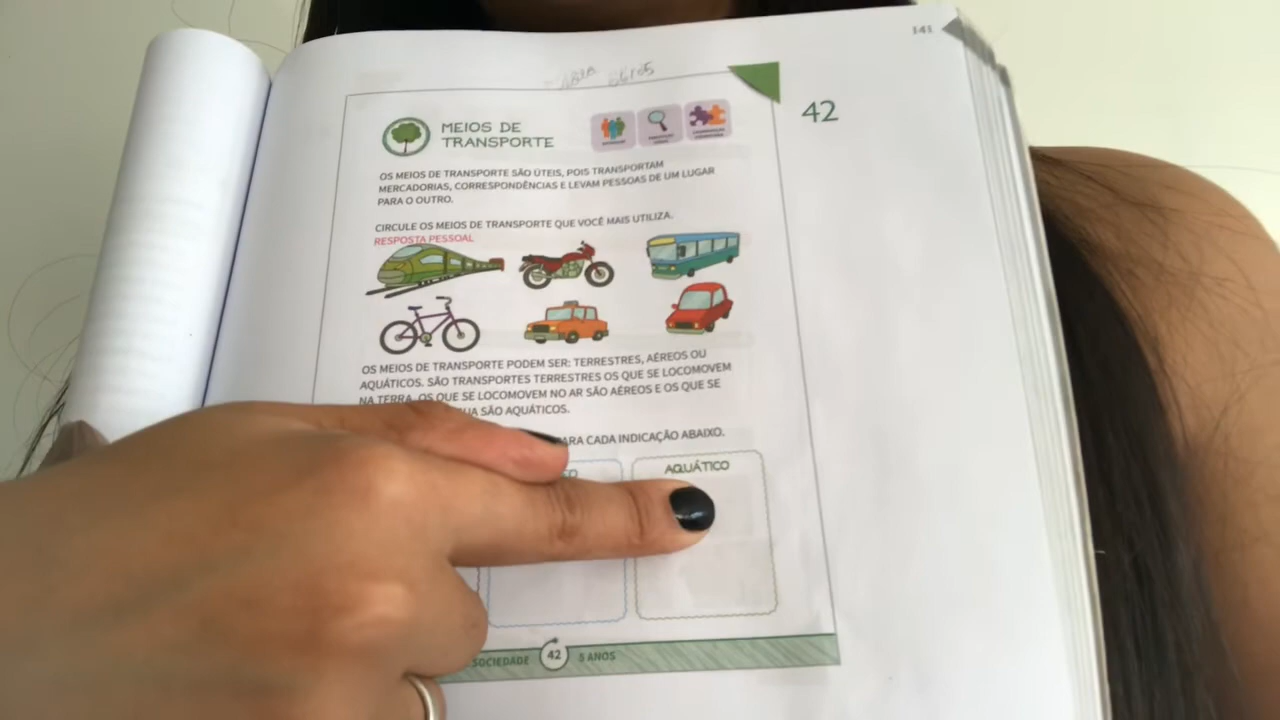 141
42
MEIOS DE
TRANSPORTE
OS MEIOS DE TRANSPORTE SÃO ÚTEIS, POIS TRANSPORTAM
MERCADORIAS, CORRESPONDÊNCIAS E LEVAM PESSOAS DE UM LUGAR
PARA O OUTRO.
CIRCULE OS MEIOS DE TRANSPORTE QUE VOCÊ MAIS UTILIZA.
RESPOSTA PESSOAL
OS MEIOS DE TRANSPORTE PODEM SER: TERRESTRES, AÉREOS OU
AQUÁTICOS. SÃO TRANSPORTES TERRESTRES OS QUE SE LOCOMOVEM
NA TERRA, OS QUE SE LOCOMOVEM NO AR SÃO AÉREOS E OS QUE SE
SÃO AQUÁTICOS.
CADA INDICAÇÃO ABAIXO.
AQUÁTICO
SOCIEDADE 42 5 ANOS